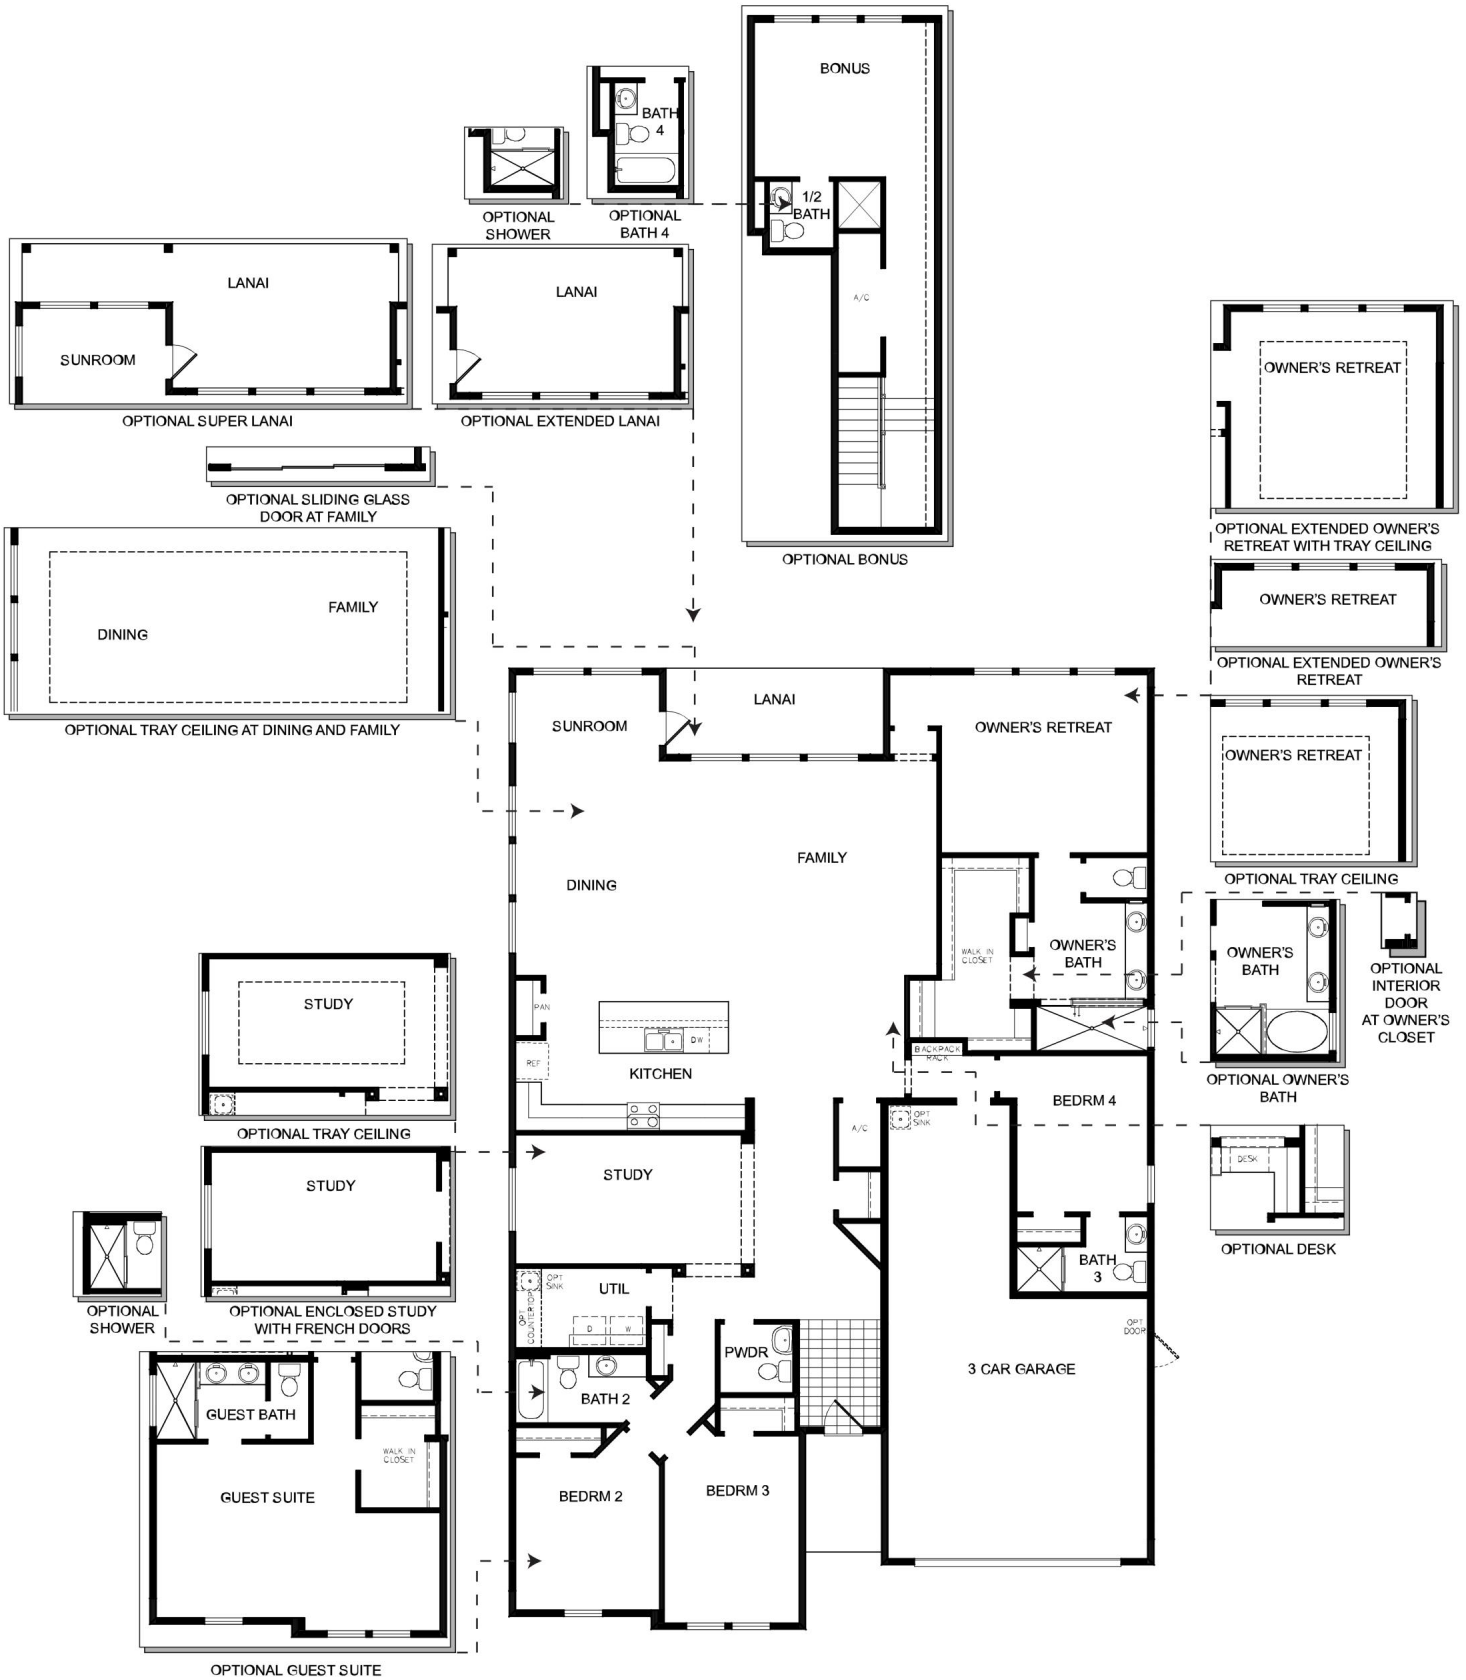 BONUS
BATH
4
1/2
BATH
OPTIONAL
SHOWER
OPTIONAL
BATH 4
A/C
OPTIONAL BONUS
LANAI
SUNROOM
OPTIONAL SUPER LANAI
LANAI
OPTIONAL EXTENDED LANAI
OPTIONAL SLIDING GLASS
DOOR AT FAMILY
FAMILY
DINING
OPTIONAL TRAY CEILING AT DINING AND FAMILY
OWNER'S RETREAT
OPTIONAL EXTENDED OWNER'S
RETREAT WITH TRAY CEILING
OWNER'S RETREAT
OPTIONAL EXTENDED OWNER'S
RETREAT
OWNER'S RETREAT
OPTIONAL TRAY CEILING
LANAI
SUNROOM
OWNER'S RETREAT
FAMILY
DINING
WALK IN
CLOSET
OWNER'S
BATH
OWNER'S
BATH
OPTIONAL OWNER'S
BATH
OPTIONAL
INTERIOR
DOOR
AT OWNER'S
CLOSET
STUDY
OPTIONAL TRAY CEILING
PAN
REF
DW
KITCHEN
BACKPACK
RACK
BEDRM 4
OPT
SINK
A/C
DESK
OPTIONAL DESK
STUDY
STUDY
OPTIONAL ENCLOSED STUDY
WITH FRENCH DOORS
OPTIONAL
SHOWER
OPT
SINK
UTIL
OPT
COUNTERTOP
D
W
BATH
3
OPT
DOOR
PWDR
3 CAR GARAGE
BATH 2
GUEST BATH
WALK IN
CLOSET
GUEST SUITE
BEDRM 2
BEDRM 3
OPTIONAL GUEST SUITE